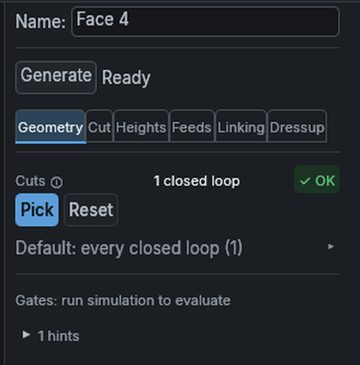 Name: Face 4
Generate Ready
Geometry Cut Heights Feeds Linking Dressup
Cuts 1 closed loop ✓ OK
Pick Reset
Default: every closed loop (1)
Gates: run simulation to evaluate
1 hints